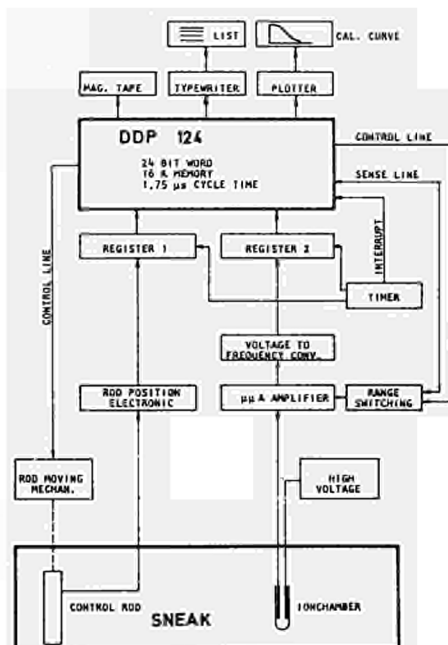 LIST
CAL. CURVE
MAG. TAPE
TYPEWRITER
PLOTTER
DDP 124
24 BIT WORD
16 K MEMORY
1,75 µs CYCLE TIME
CONTROL LINE
SENSE LINE
CONTROL LINE
INTERRUPT
REGISTER 1
REGISTER 2
TIMER
VOLTAGE TO
FREQUENCY CONV.
ROD POSITION
ELECTRONIC
µµA AMPLIFIER
RANGE
SWITCHING
ROD MOVING
MECHAN.
HIGH
VOLTAGE
CONTROL ROD
SNEAK
IONCHAMBER